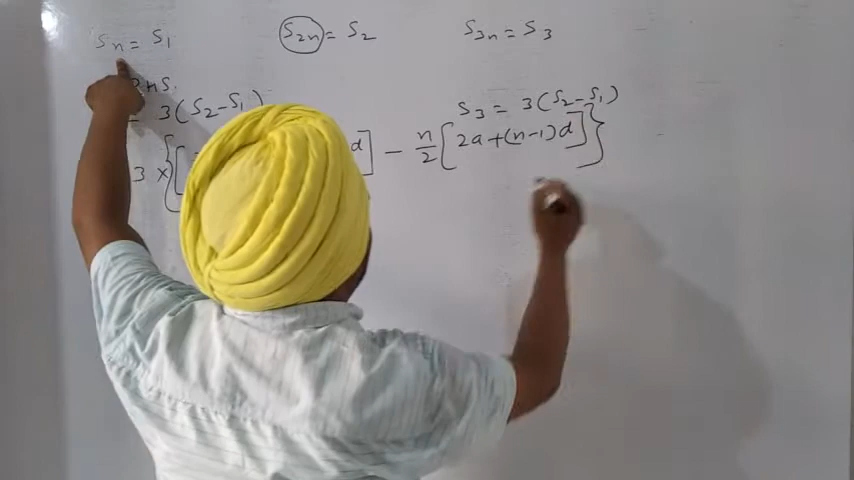 Sn = S1 S2n = S2 S3n = S3
RHS.
= 3(S2-S1) S3 = 3(S2-S1)
3 × { [ d ] - n/2 [2a+(n-1)d] }